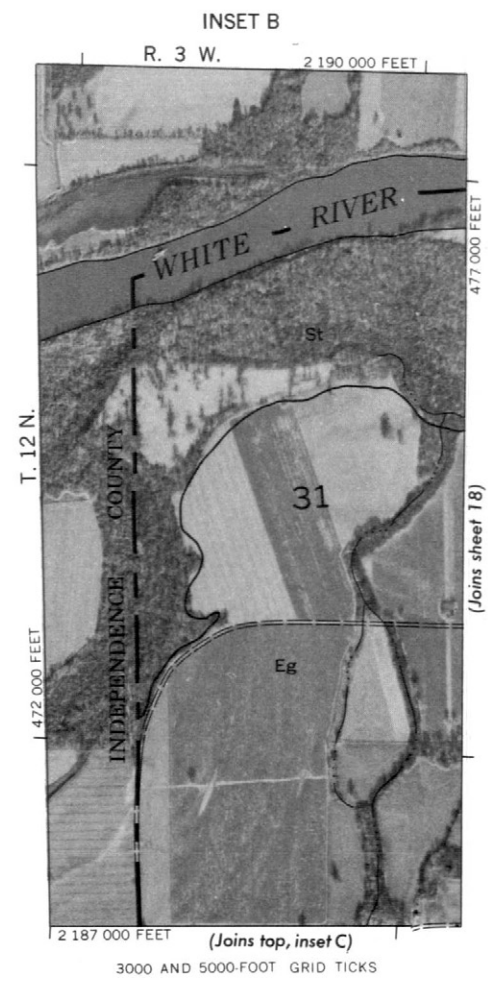 INSET B
R. 3 W.
2 190 000 FEET
WHITE RIVER
477 000 FEET
St
T. 12 N.
31
INDEPENDENCE COUNTY
(Joins sheet 18)
Eg
472 000 FEET
2 187 000 FEET
(Joins top, inset C)
3000 AND 5000-FOOT GRID TICKS